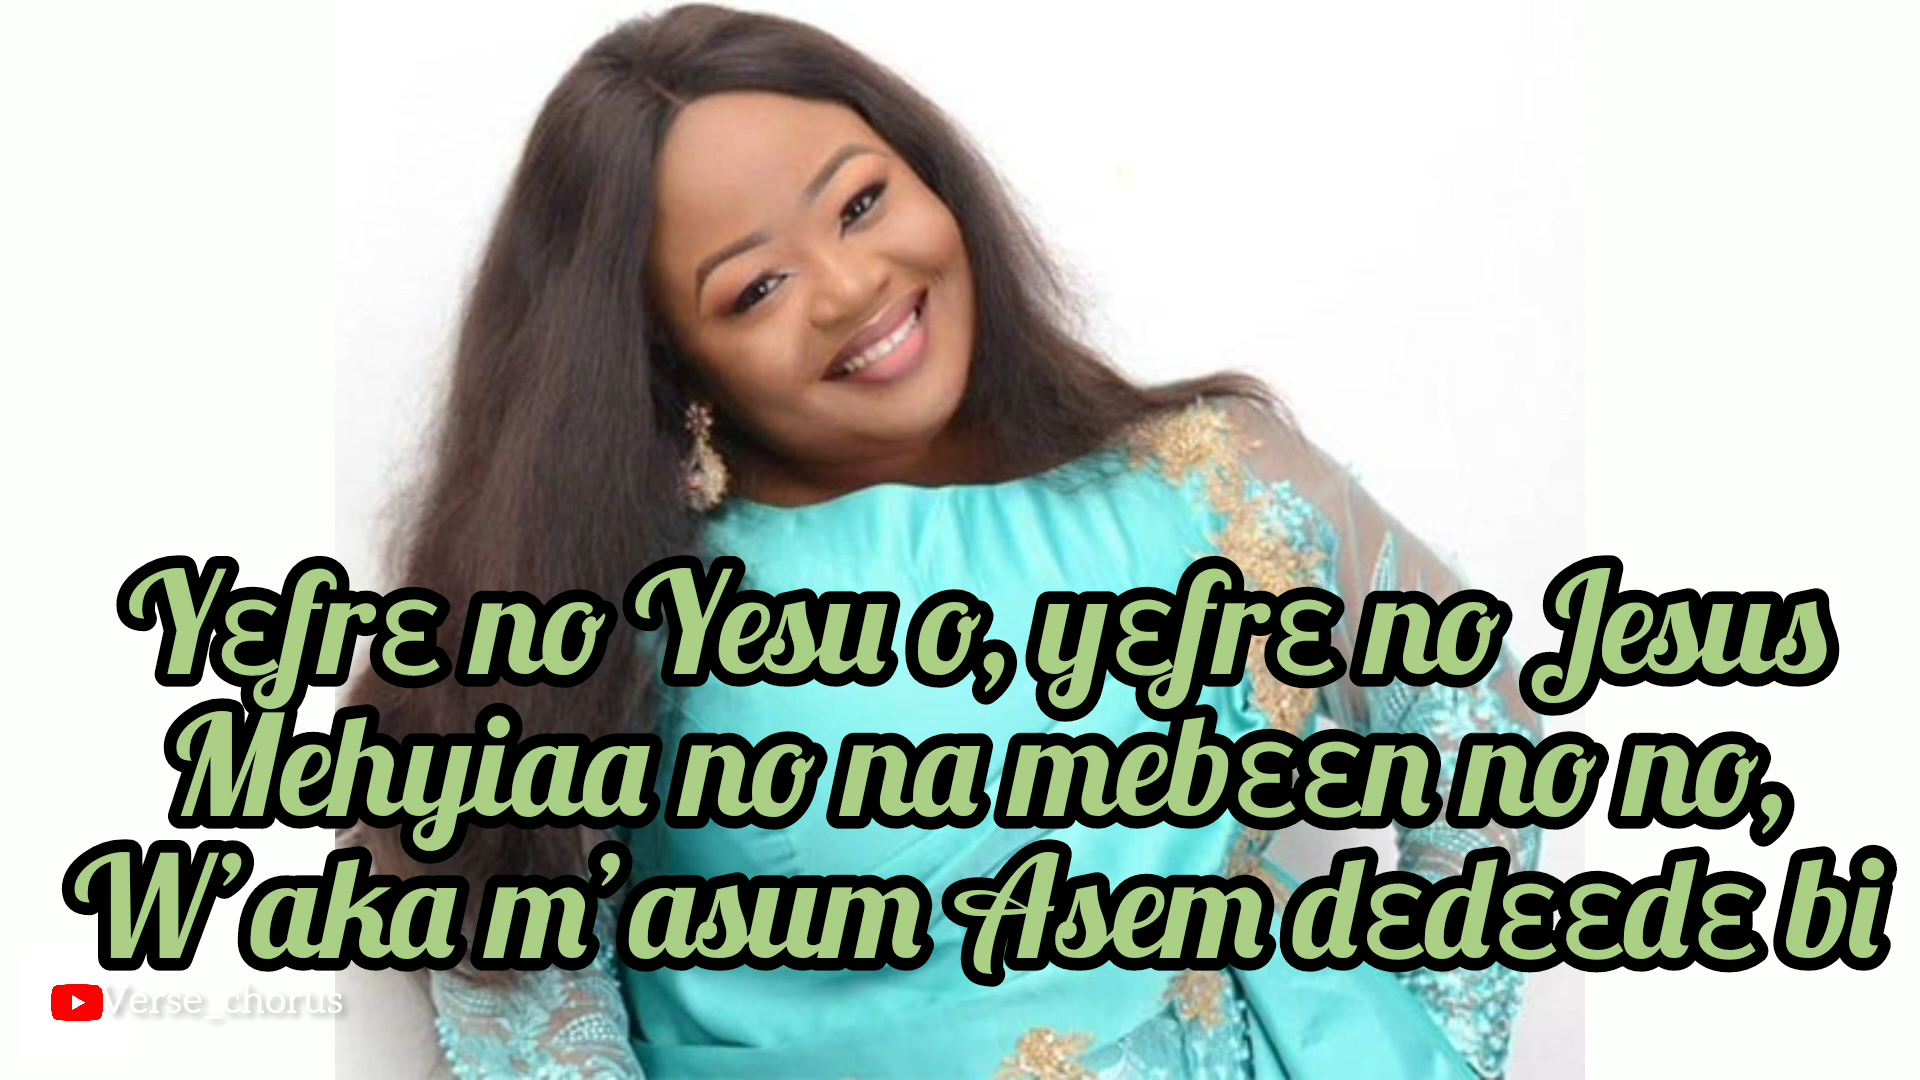 Yɛfrɛ no Yesu o, yɛfrɛ no Jesus
Mehyiaa no na mebɛɛn no no,
W'aka m'asum Asem dɛdɛɛdɛ bi
Verse_chorus